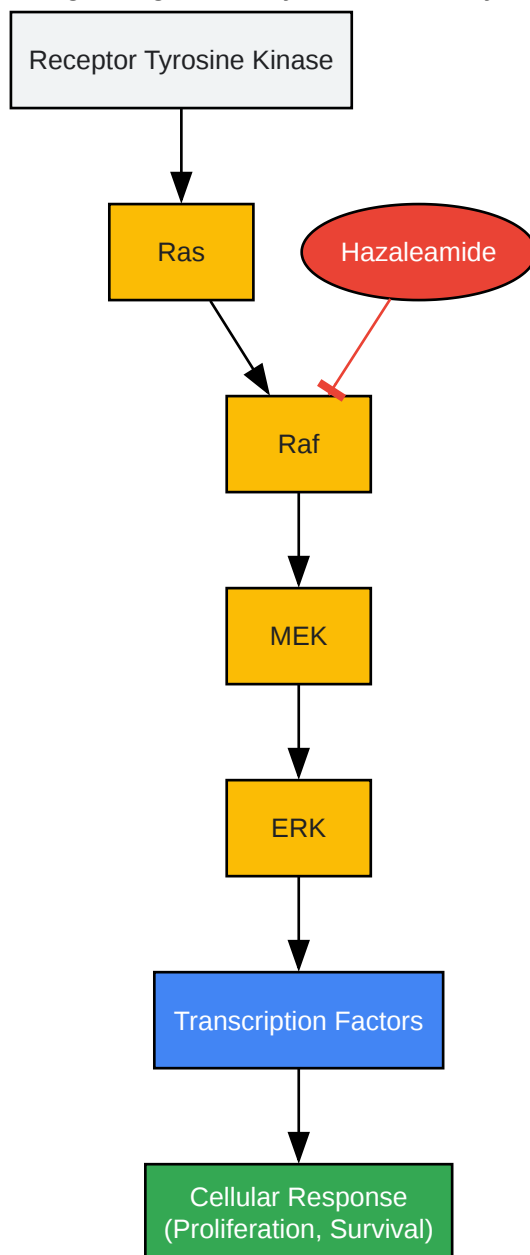 Receptor Tyrosine Kinase
Ras
Hazaleamide
Raf
MEK
ERK
Transcription Factors
Cellular Response
(Proliferation, Survival)